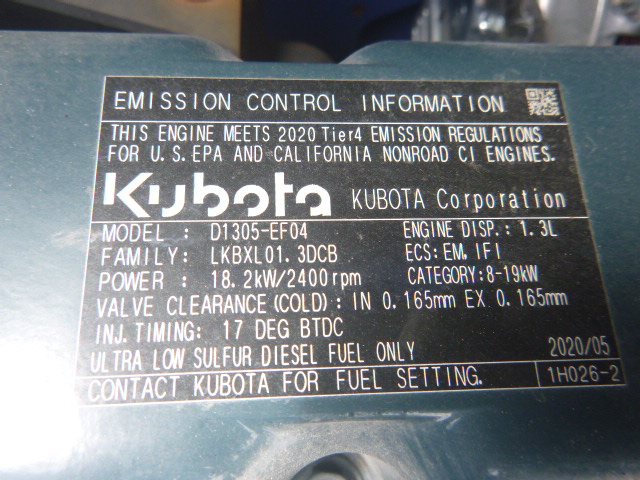 EMISSION CONTROL INFORMATION
THIS ENGINE MEETS 2020 Tier4 EMISSION REGULATIONS
FOR U.S.EPA AND CALIFORNIA NONROAD CI ENGINES.
Kubota KUBOTA Corporation
MODEL : D1305-EF04 ENGINE DISP.: 1.3L
FAMILY: LKBXL01.3DCB ECS:EM,IFI
POWER : 18.2kW/2400rpm CATEGORY:8-19kW
VALVE CLEARANCE(COLD): IN 0.165mm EX 0.165mm
INJ.TIMING: 17 DEG BTDC
ULTRA LOW SULFUR DIESEL FUEL ONLY 2020/05
CONTACT KUBOTA FOR FUEL SETTING. 1H026-2